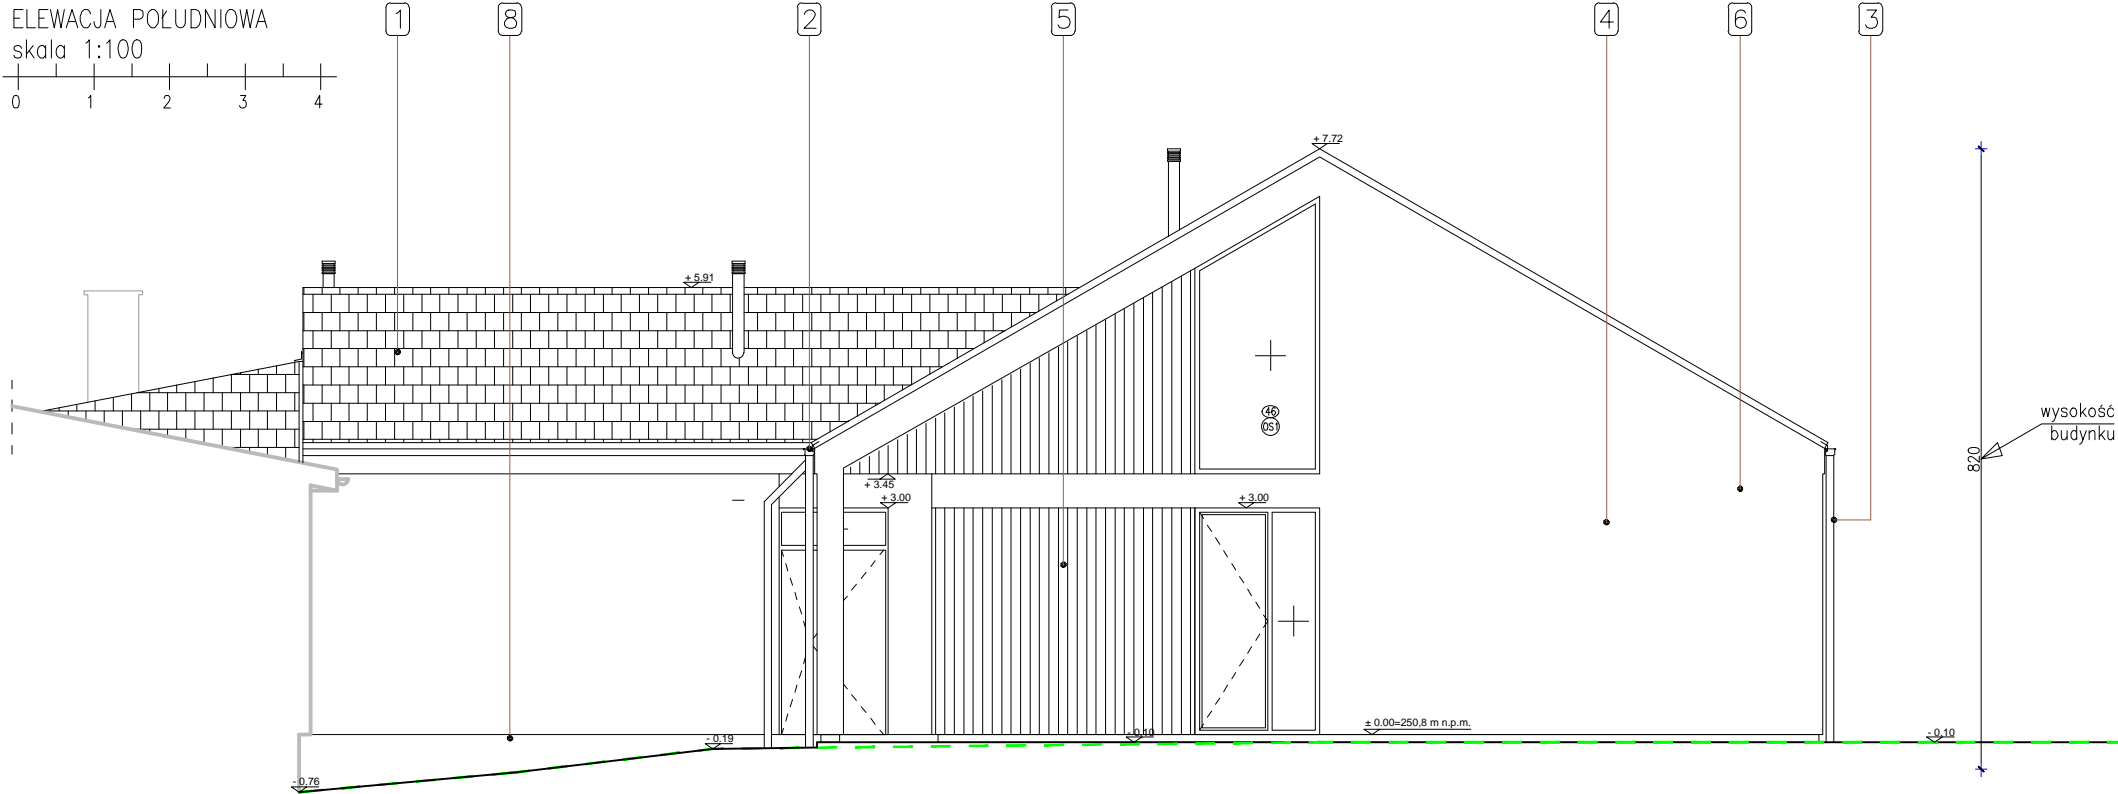 ELEWACJA POŁUDNIOWA
skala 1:100
0 1 2 3 4
1 8 2 5 4 6 3
+ 7.72
+ 5.91
46
0S1
wysokość
budynku
820
+ 3.45
+ 3.00
+ 3.00
± 0.00=250,8 m n.p.m.
- 0.19
- 0.10
- 0.10
- 0.76